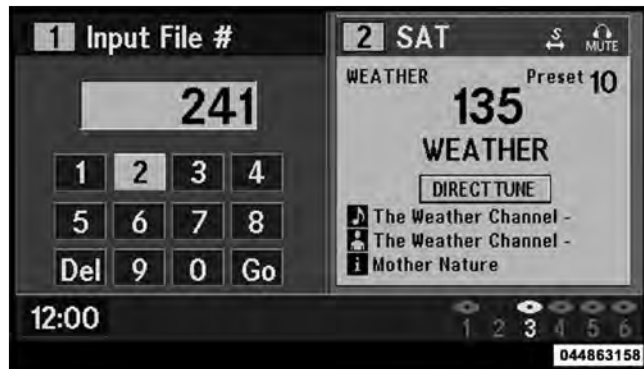 1 Input File #
241
1 2 3 4
5 6 7 8
Del 9 0 Go
2 SAT S MUTE
WEATHER Preset 10
135
WEATHER
DIRECT TUNE
The Weather Channel -
The Weather Channel -
i Mother Nature
12:00
1 2 3 4 5 6
044863158